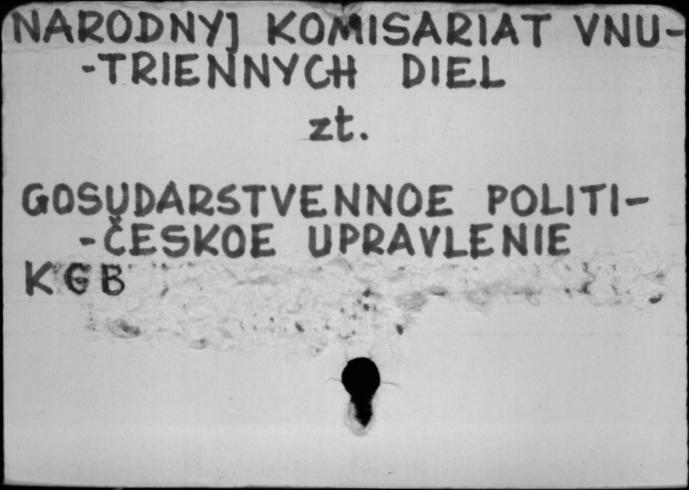 NARODNYJ KOMISARIAT VNU-
-TRIENNYCH DIEL
zt.
GOSUDARSTVENNOE POLITI-
-ČESKOE UPRAVLENIE
KGB